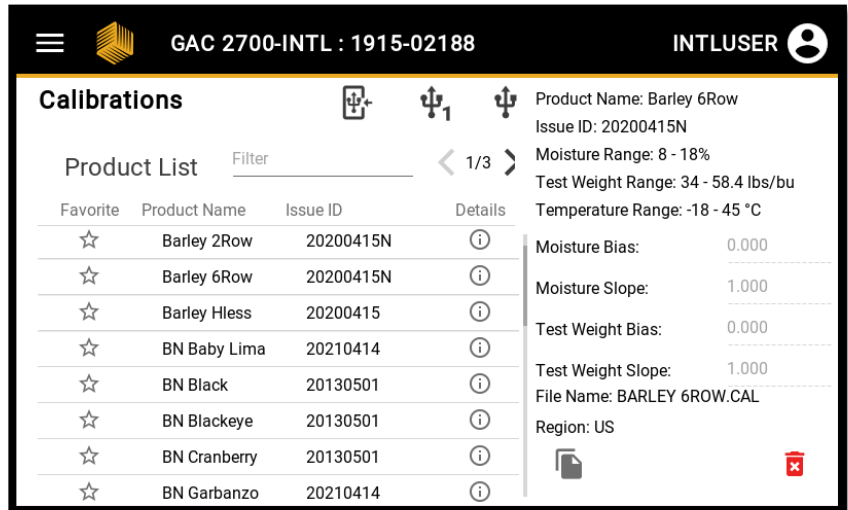 GAC 2700-INTL : 1915-02188
INTLUSER
Calibrations
1
Product List
Filter
1/3
Favorite Product Name Issue ID Details
Barley 2Row 20200415N
Barley 6Row 20200415N
Barley Hless 20200415
BN Baby Lima 20210414
BN Black 20130501
BN Blackeye 20130501
BN Cranberry 20130501
BN Garbanzo 20210414
Product Name: Barley 6Row
Issue ID: 20200415N
Moisture Range: 8 - 18%
Test Weight Range: 34 - 58.4 lbs/bu
Temperature Range: -18 - 45 °C
Moisture Bias: 0.000
Moisture Slope: 1.000
Test Weight Bias: 0.000
Test Weight Slope: 1.000
File Name: BARLEY 6ROW.CAL
Region: US